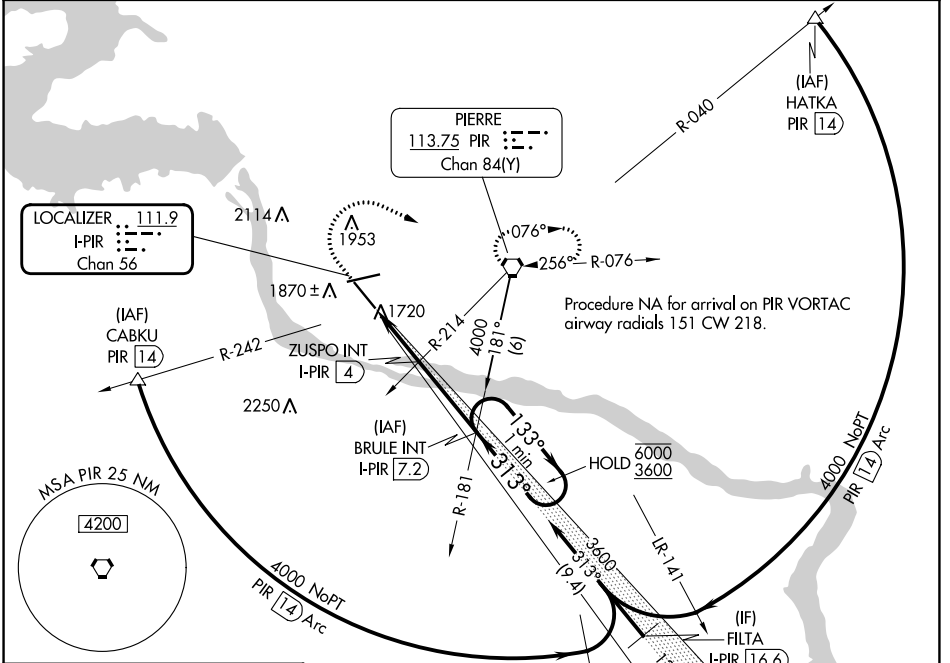 (IAF)
HATKA
PIR 14
R-040
PIERRE
113.75 PIR
Chan 84(Y)
LOCALIZER 111.9
I-PIR
Chan 56
2114
1953
076°
256° R-076
1870 ±
1720
Procedure NA for arrival on PIR VORTAC
airway radials 151 CW 218.
(IAF)
CABKU
PIR 14
R-242
ZUSPO INT
I-PIR 4
R-214
4000
181°
(6)
2250
(IAF)
BRULE INT
I-PIR 7.2
133°
1 min
313°
HOLD 6000
3600
R-181
4000 NoPT
PIR 14 Arc
MSA PIR 25 NM
4200
3600
313°
(9.4)
LR-141
4000 NoPT
PIR 14 Arc
(IF)
FILTA
I-PIR 16.6